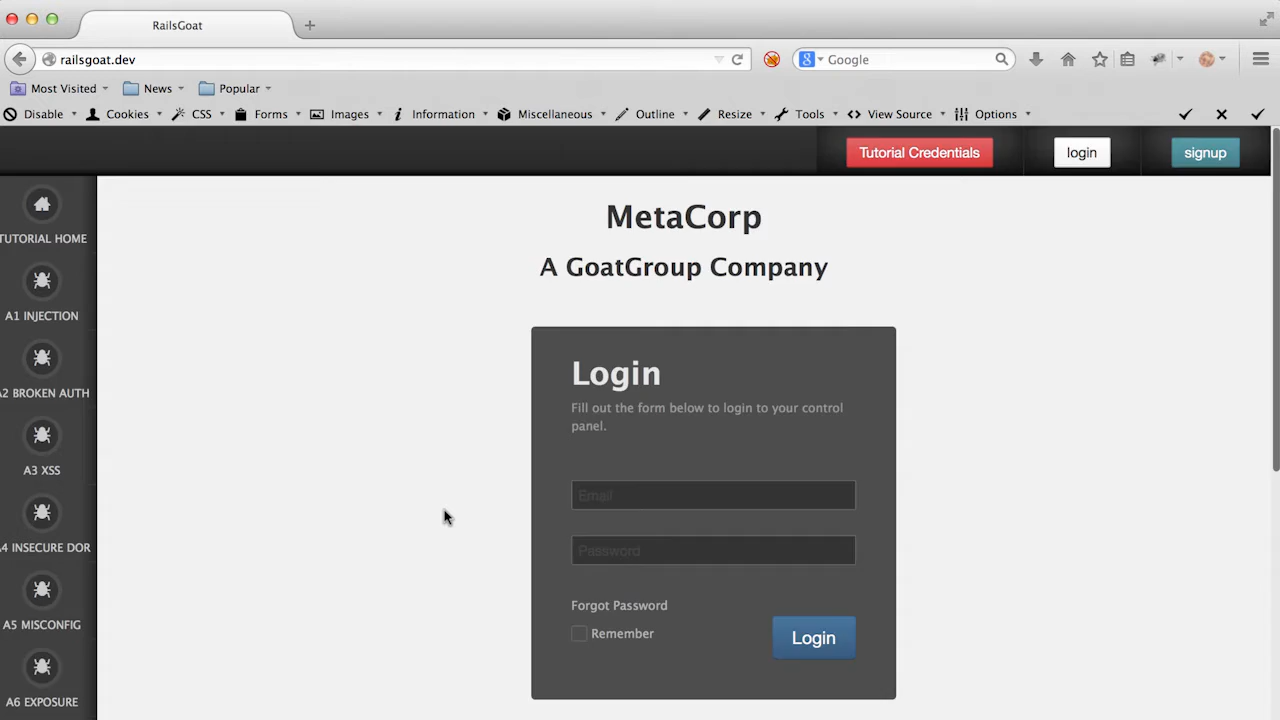 RailsGoat
railsgoat.dev
Google
Most Visited
News
Popular
Disable
Cookies
CSS
Forms
Images
Information
Miscellaneous
Outline
Resize
Tools
View Source
Options
Tutorial Credentials
login
signup
TUTORIAL HOME
A1 INJECTION
A2 BROKEN AUTH
A3 XSS
A4 INSECURE DOR
A5 MISCONFIG
A6 EXPOSURE
MetaCorp
A GoatGroup Company
Login
Fill out the form below to login to your control
panel.
Email
Password
Forgot Password
Remember
Login